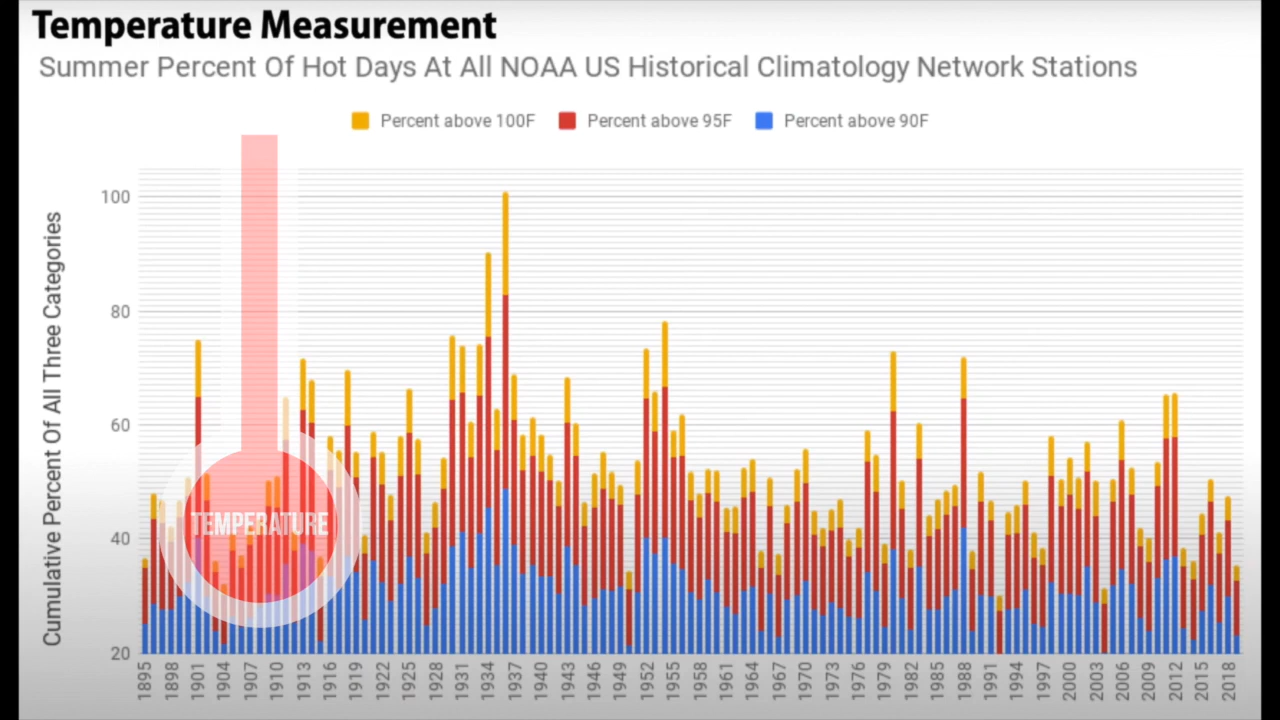 Temperature Measurement
Summer Percent Of Hot Days At All NOAA US Historical Climatology Network Stations
Percent above 100F Percent above 95F Percent above 90F
Cumulative Percent Of All Three Categories
100
80
60
40
20
TEMPERATURE
1895 1898 1901 1904 1907 1910 1913 1916 1919 1922 1925 1928 1931 1934 1937 1940 1943 1946 1949 1952 1955 1958 1961 1964 1967 1970 1973 1976 1979 1982 1985 1988 1991 1994 1997 2000 2003 2006 2009 2012 2015 2018